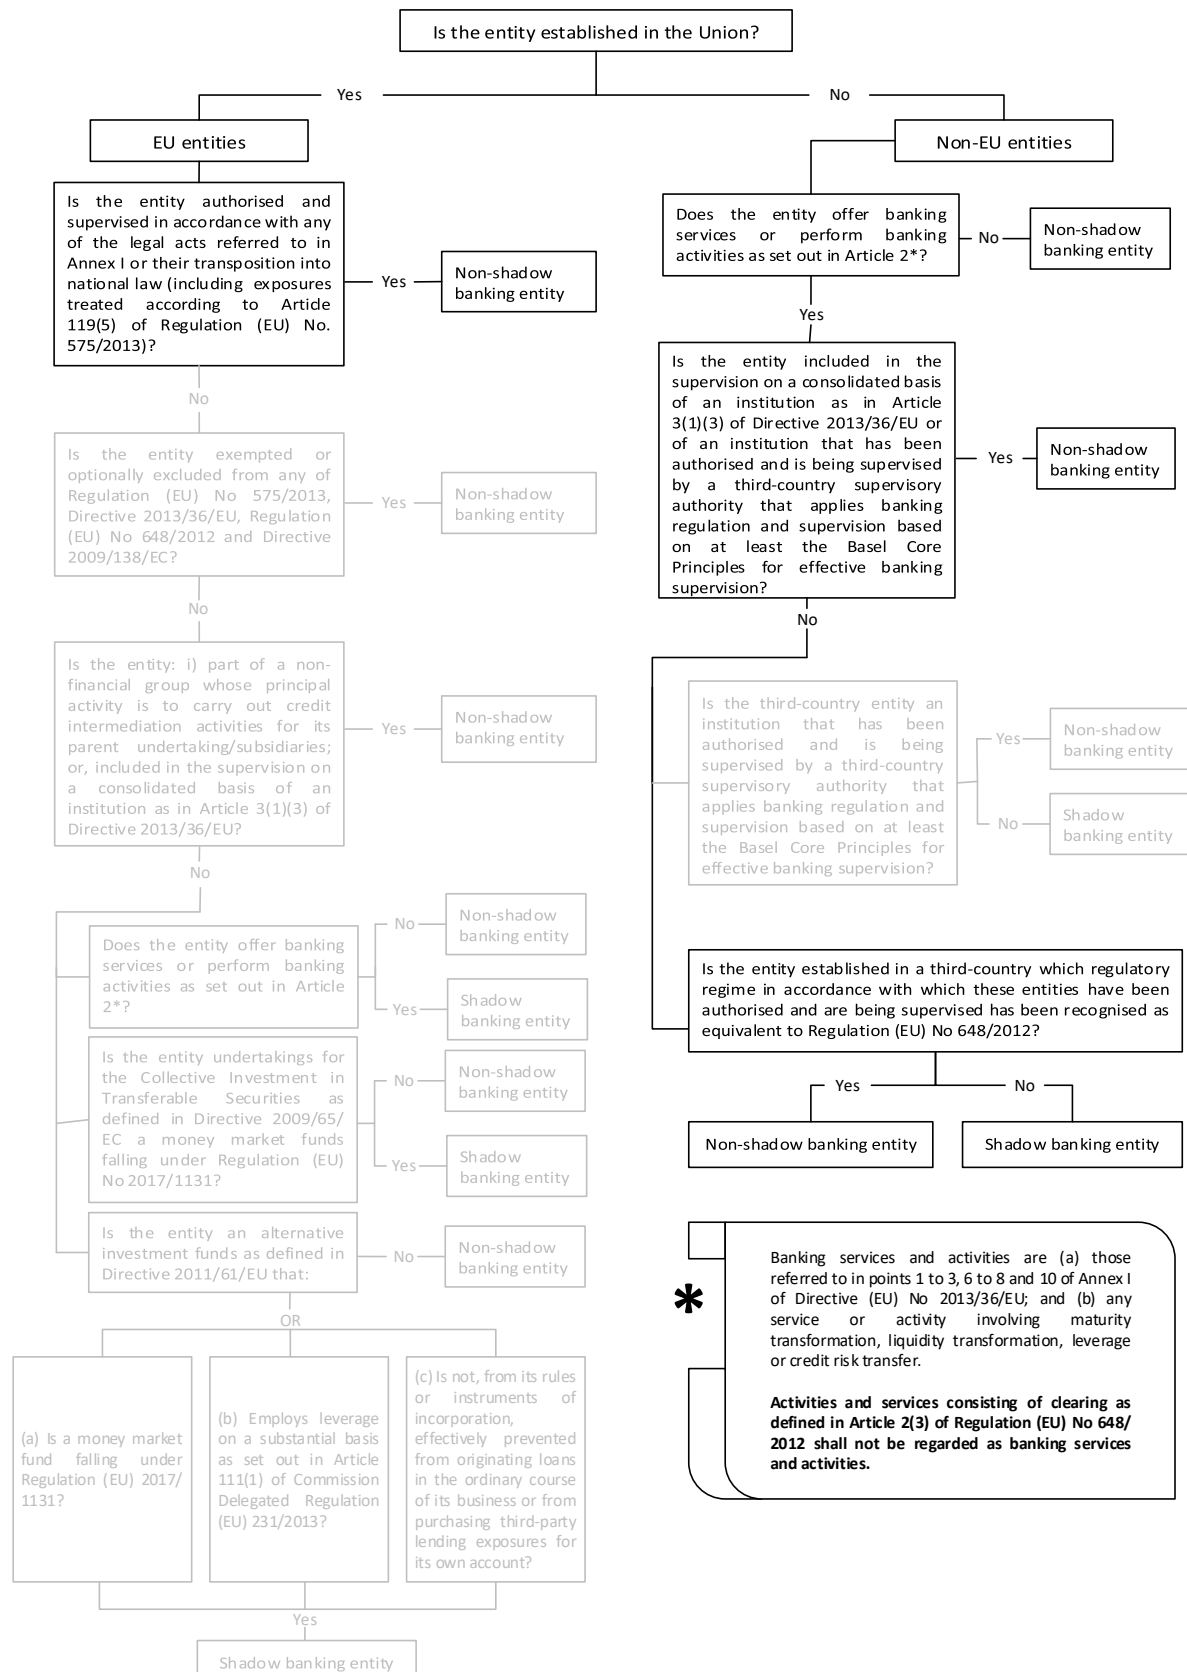 Is the entity established in the Union?
Yes
No
EU entities
Non-EU entities
Is the entity authorised and
supervised in accordance with any
of the legal acts referred to in
Annex I or their transposition into
national law (including exposures
treated according to Article
119(5) of Regulation (EU) No.
575/2013)?
Yes
Non-shadow
banking entity
No
Is the entity exempted or
optionally excluded from any of
Regulation (EU) No 575/2013,
Directive 2013/36/EU, Regulation
(EU) No 648/2012 and Directive
2009/138/EC?
Yes
Non-shadow
banking entity
No
Is the entity: i) part of a non-
financial group whose principal
activity is to carry out credit
intermediation activities for its
parent undertaking/subsidiaries;
or, included in the supervision on
a consolidated basis of an
institution as in Article 3(1)(3) of
Directive 2013/36/EU?
Yes
Non-shadow
banking entity
No
Does the entity offer banking
services or perform banking
activities as set out in Article
2*?
No
Non-shadow
banking entity
Yes
Shadow
banking entity
Is the entity undertakings for
the Collective Investment in
Transferable Securities as
defined in Directive 2009/65/
EC a money market funds
falling under Regulation (EU)
No 2017/1131?
No
Non-shadow
banking entity
Yes
Shadow
banking entity
Is the entity an alternative
investment funds as defined in
Directive 2011/61/EU that:
No
Non-shadow
banking entity
OR
(a) Is a money market
fund falling under
Regulation (EU) 2017/
1131?
(b) Employs leverage
on a substantial basis
as set out in Article
111(1) of Commission
Delegated Regulation
(EU) 231/2013?
(c) Is not, from its rules
or instruments of
incorporation,
effectively prevented
from originating loans
in the ordinary course
of its business or from
purchasing third-party
lending exposures for
its own account?
Yes
Shadow banking entity
Does the entity offer banking
services or perform banking
activities as set out in Article 2*?
No
Non-shadow
banking entity
Yes
Is the entity included in the
supervision on a consolidated basis
of an institution as in Article
3(1)(3) of Directive 2013/36/EU or
of an institution that has been
authorised and is being supervised
by a third-country supervisory
authority that applies banking
regulation and supervision based
on at least the Basel Core
Principles for effective banking
supervision?
Yes
Non-shadow
banking entity
No
Is the third-country entity an
institution that has been
authorised and is being
supervised by a third-country
supervisory authority that
applies banking regulation and
supervision based on at least
the Basel Core Principles for
effective banking supervision?
Yes
Non-shadow
banking entity
No
Shadow
banking entity
Is the entity established in a third-country which regulatory
regime in accordance with which these entities have been
authorised and are being supervised has been recognised as
equivalent to Regulation (EU) No 648/2012?
Yes
No
Non-shadow banking entity
Shadow banking entity
*
Banking services and activities are (a) those
referred to in points 1 to 3, 6 to 8 and 10 of Annex I
of Directive (EU) No 2013/36/EU; and (b) any
service or activity involving maturity
transformation, liquidity transformation, leverage
or credit risk transfer.
Activities and services consisting of clearing as
defined in Article 2(3) of Regulation (EU) No 648/
2012 shall not be regarded as banking services
and activities.